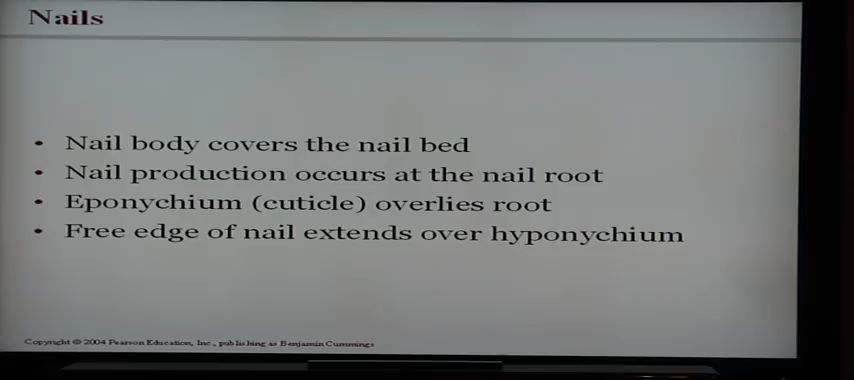 Nails
• Nail body covers the nail bed
• Nail production occurs at the nail root
• Eponychium (cuticle) overlies root
• Free edge of nail extends over hyponychium
Copyright © 2004 Pearson Education, Inc., publishing as Benjamin Cummings